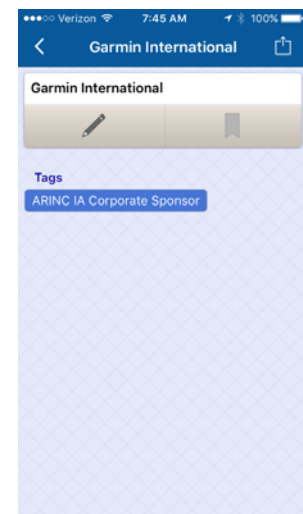 Verizon 7:45 AM 100%
Garmin International
Garmin International
Tags
ARINC IA Corporate Sponsor